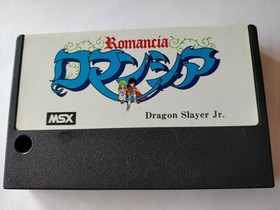 Romancia
ロマンシア
Dragon Slayer Jr.
MSX